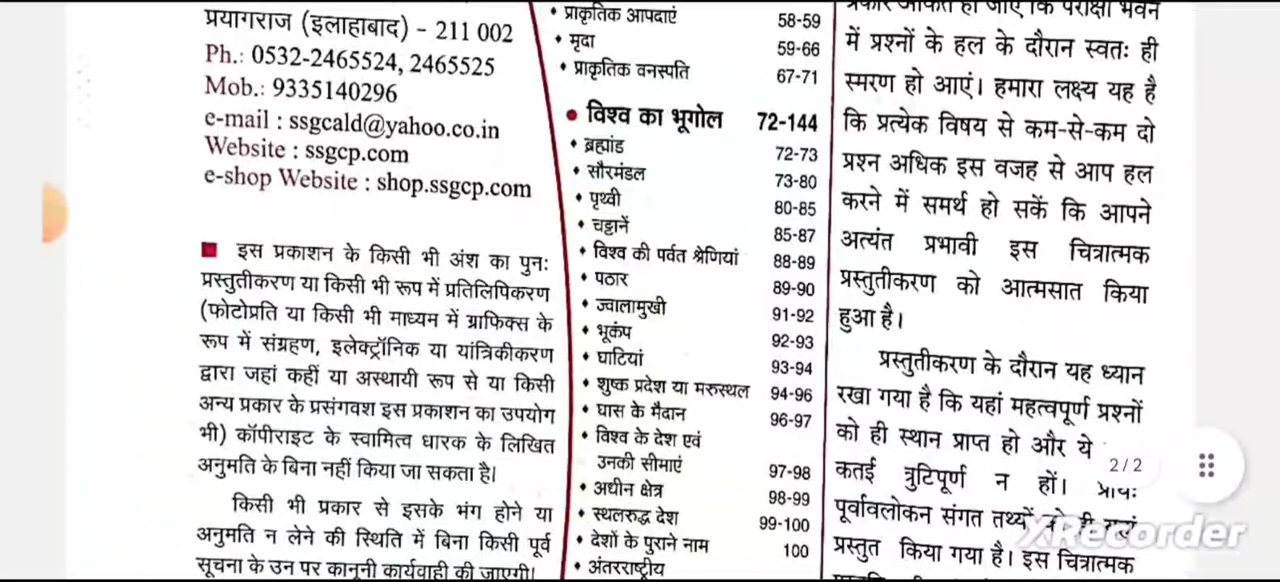 प्रयागराज (इलाहाबाद) - 211 002
Ph.: 0532-2465524, 2465525
Mob.: 9335140296
e-mail : ssgcald@yahoo.co.in
Website : ssgcp.com
e-shop Website : shop.ssgcp.com
■ इस प्रकाशन के किसी भी अंश का पुनः
प्रस्तुतीकरण या किसी भी रूप में प्रतिलिपिकरण
(फोटोप्रति या किसी भी माध्यम में ग्राफिक्स के
रूप में संग्रहण, इलेक्ट्रॉनिक या यांत्रिकीकरण
द्वारा जहां कहीं या अस्थायी रूप से या किसी
अन्य प्रकार के प्रसंगवश इस प्रकाशन का उपयोग
भी) कॉपीराइट के स्वामित्व धारक के लिखित
अनुमति के बिना नहीं किया जा सकता है।
किसी भी प्रकार से इसके भंग होने या
अनुमति न लेने की स्थिति में बिना किसी पूर्व
सूचना के उन पर कानूनी कार्यवाही की जाएगी।
• प्राकृतिक आपदाएं 58-59
• मृदा 59-66
• प्राकृतिक वनस्पति 67-71
• विश्व का भूगोल 72-144
• ब्रह्मांड 72-73
• सौरमंडल 73-80
• पृथ्वी 80-85
• चट्टानें 85-87
• विश्व की पर्वत श्रेणियां 88-89
• पठार 89-90
• ज्वालामुखी 91-92
• भूकंप 92-93
• घाटियां 93-94
• शुष्क प्रदेश या मरुस्थल 94-96
• घास के मैदान 96-97
• विश्व के देश एवं
उनकी सीमाएं 97-98
• अधीन क्षेत्र 98-99
• स्थलरुद्ध देश 99-100
• देशों के पुराने नाम 100
• अंतरराष्ट्रीय
प्रकार अंकित हो जाएं कि परीक्षा भवन
में प्रश्नों के हल के दौरान स्वतः ही
स्मरण हो आएं। हमारा लक्ष्य यह है
कि प्रत्येक विषय से कम-से-कम दो
प्रश्न अधिक इस वजह से आप हल
करने में समर्थ हो सकें कि आपने
अत्यंत प्रभावी इस चित्रात्मक
प्रस्तुतीकरण को आत्मसात किया
हुआ है।
प्रस्तुतीकरण के दौरान यह ध्यान
रखा गया है कि यहां महत्वपूर्ण प्रश्नों
को ही स्थान प्राप्त हो और ये
कतई त्रुटिपूर्ण न हों। प्रायः
पूर्वावलोकन संगत तथ्यों
प्रस्तुत किया गया है। इस चित्रात्मक
2/2
XRecorder